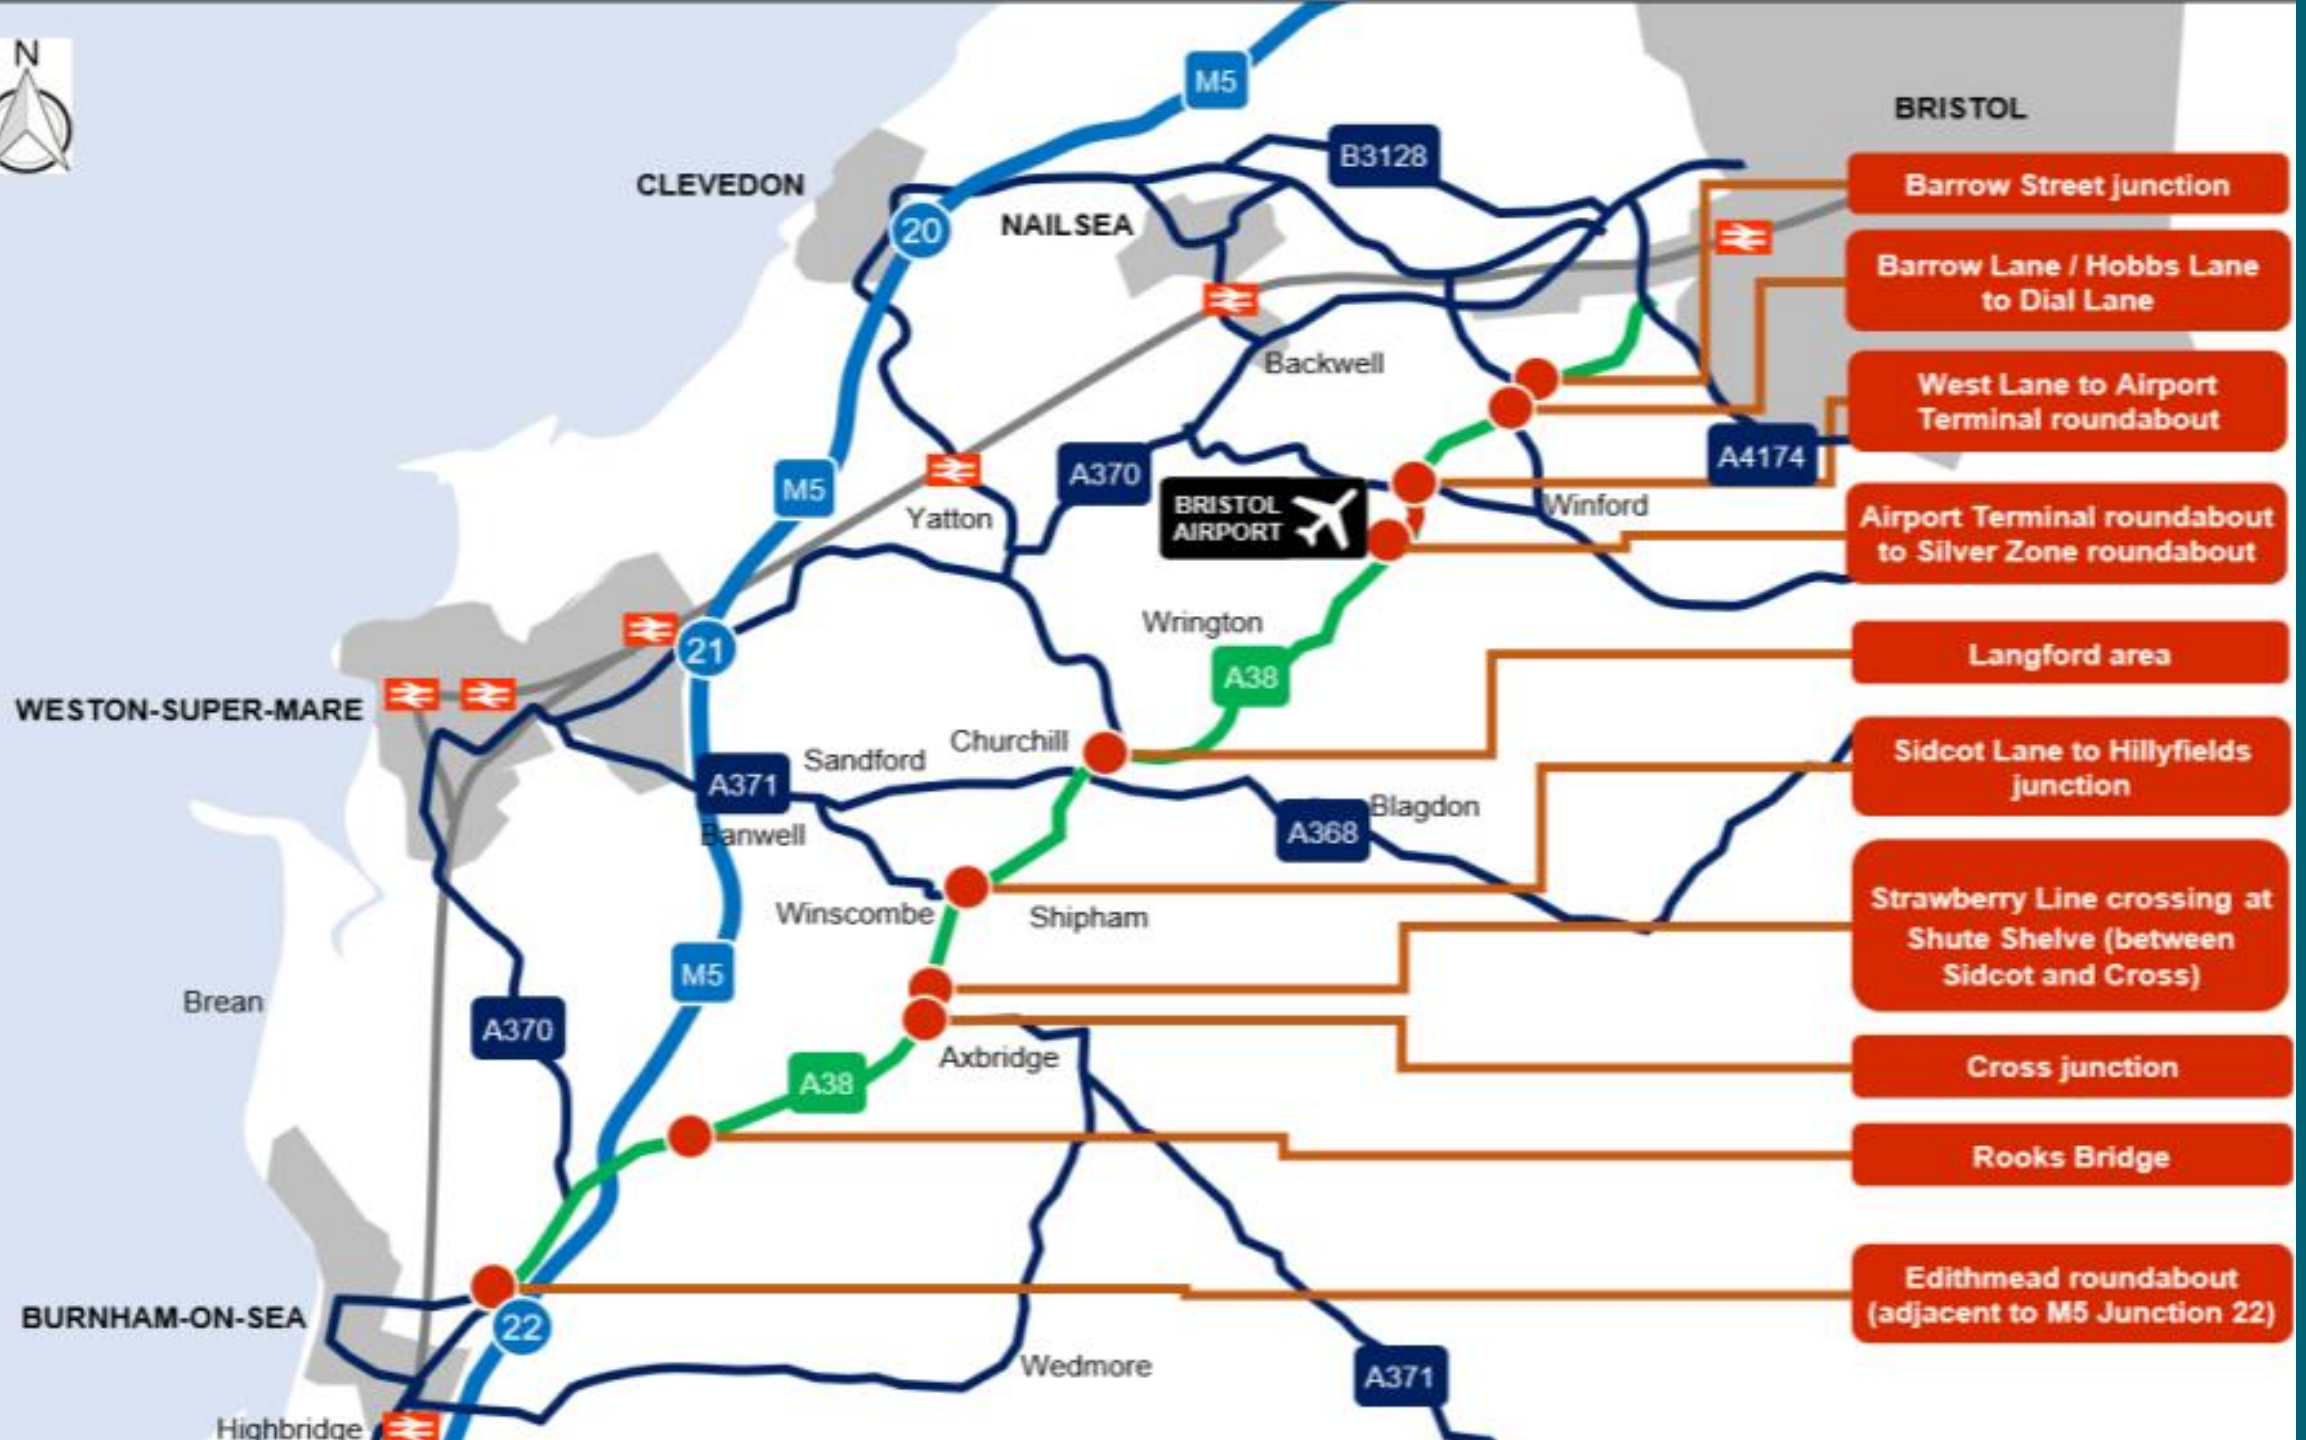 N
M5
BRISTOL
B3128
CLEVEDON
Barrow Street junction
20
NAILSEA
Barrow Lane / Hobbs Lane
to Dial Lane
Backwell
West Lane to Airport
Terminal roundabout
A370
A4174
M5
Yatton
BRISTOL
AIRPORT
Winford
Airport Terminal roundabout
to Silver Zone roundabout
Wrington
21
A38
Langford area
WESTON-SUPER-MARE
Churchill
Sandford
A371
Sidcot Lane to Hillyfields
junction
Banwell
Blagdon
A368
Winscombe
Shipham
Strawberry Line crossing at
Shute Shelve (between
Sidcot and Cross)
M5
Brean
A370
Axbridge
Cross junction
A38
Rooks Bridge
Edithmead roundabout
(adjacent to M5 Junction 22)
BURNHAM-ON-SEA
22
Wedmore
A371
Highbridge